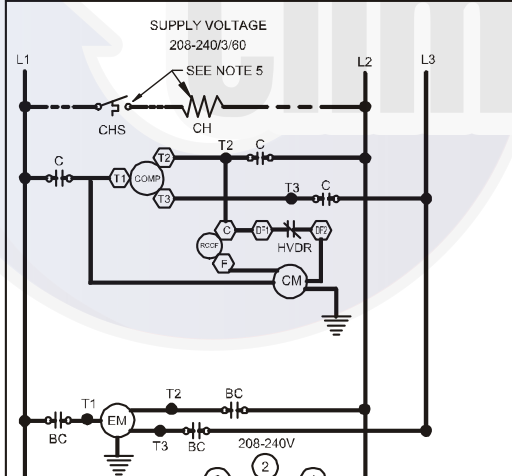 SUPPLY VOLTAGE
208-240/3/60
L1
L2
L3
SEE NOTE 5
CHS
CH
C
T2
C
T1
COMP
T2
T3
T3
C
C
DF1
DF2
HVDR
RCCF
F
CM
T1
T2
BC
EM
BC
T3
BC
208-240V
2